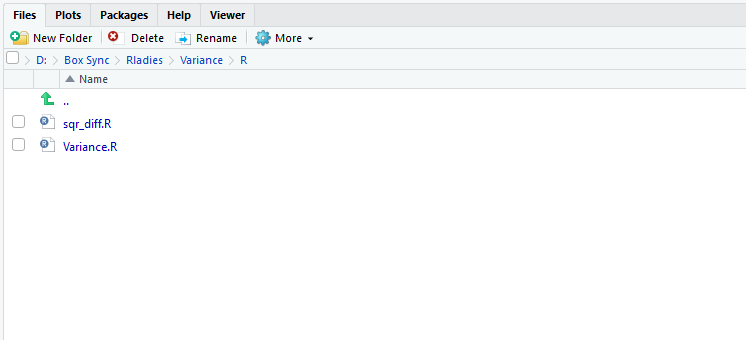 Files Plots Packages Help Viewer
New Folder Delete Rename More
D: Box Sync Rladies Variance R
Name
..
sqr_diff.R
Variance.R